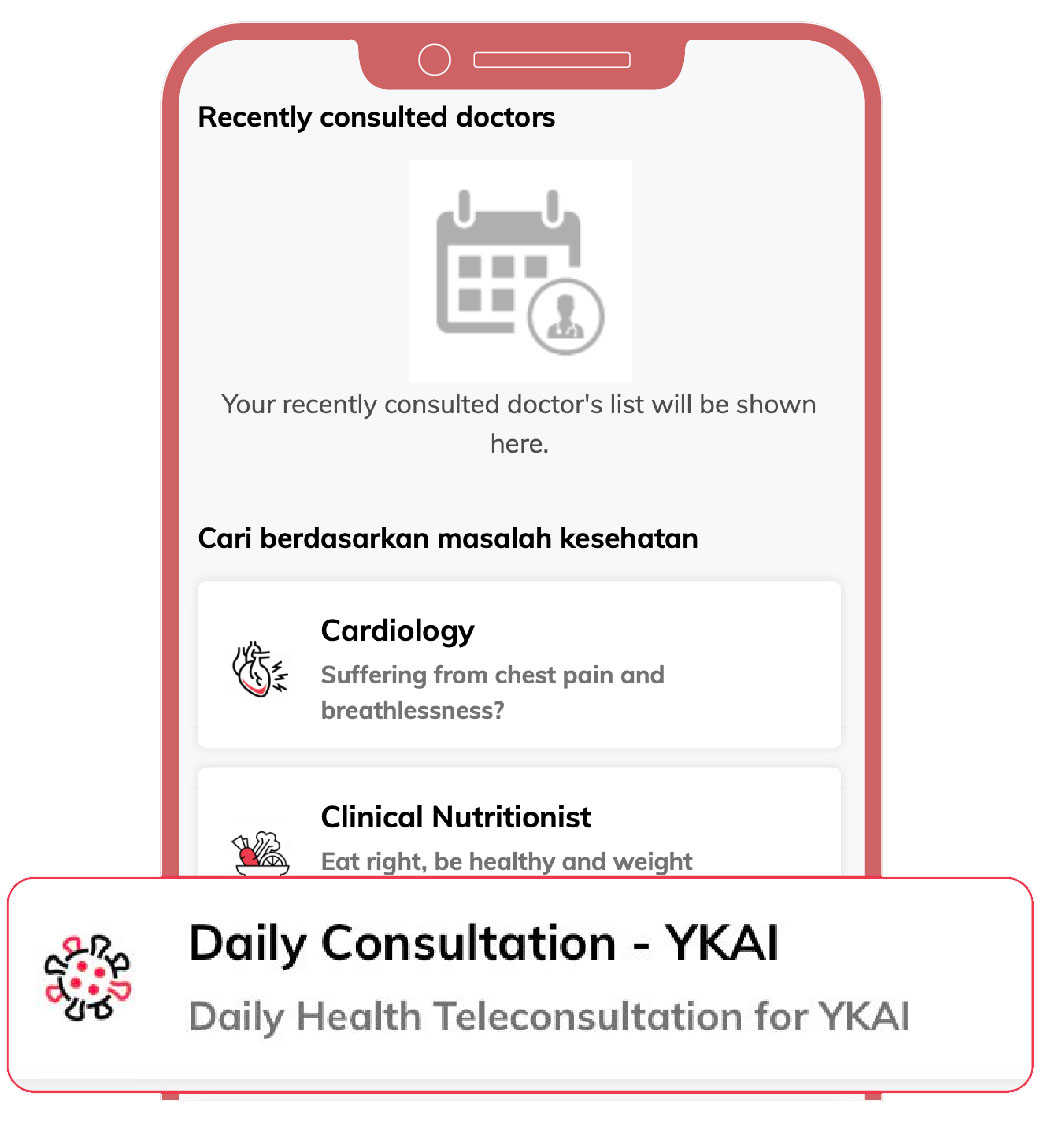 Recently consulted doctors
Your recently consulted doctor's list will be shown
here.
Cari berdasarkan masalah kesehatan
Cardiology
Suffering from chest pain and
breathlessness?
Clinical Nutritionist
Eat right, be healthy and weight
Daily Consultation - YKAI
Daily Health Teleconsultation for YKAI